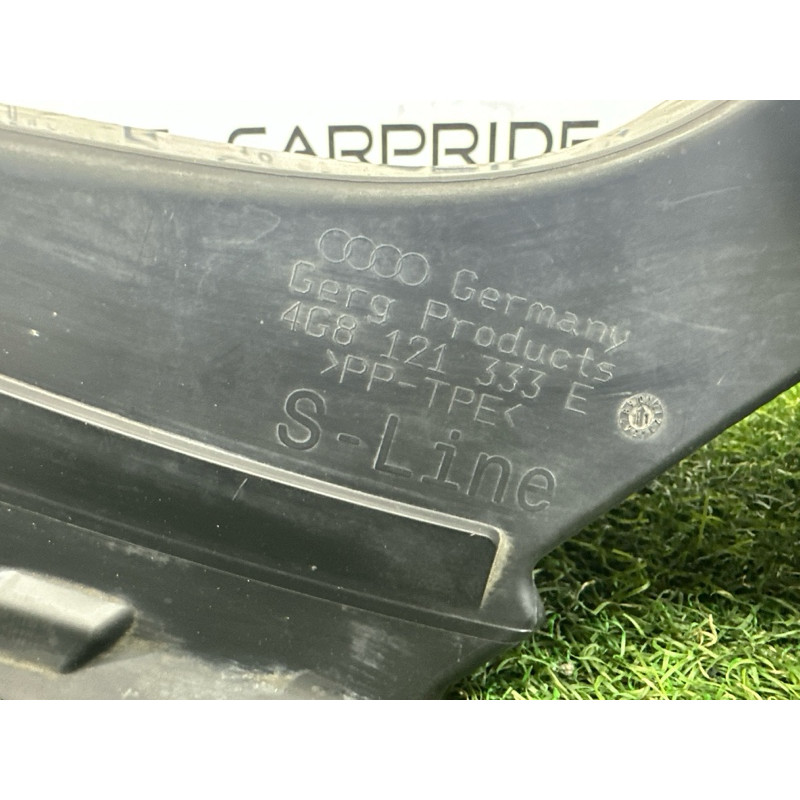 CARPRIDE
Germany
Gerg Products
4G8 121 333 E
>PP-TPE<
S-Line